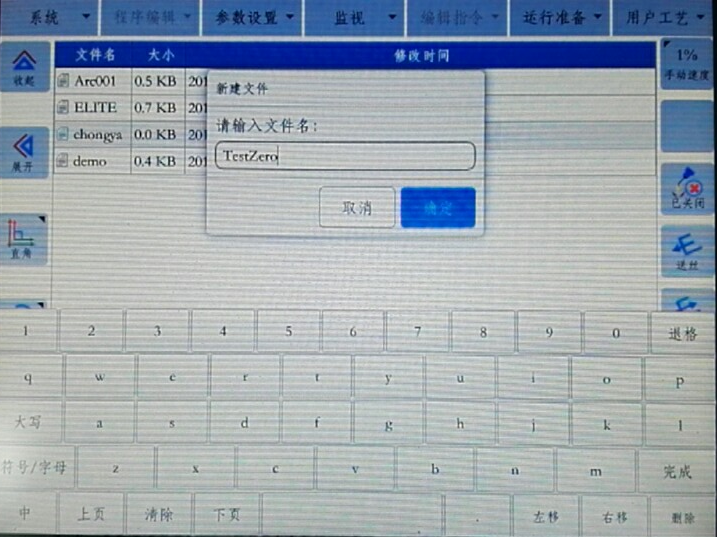 系统 程序编辑 参数设置 监视 编辑指令 运行准备 用户工艺
文件名 大小 修改时间
Arc001 0.5 KB 201
ELITE 0.7 KB 201
chongya 0.0 KB 201
demo 0.4 KB 201
收起
展开
直角
新建文件
请输入文件名：
TestZero
取消 确定
1%
手动速度
已关闭
送丝
1 2 3 4 5 6 7 8 9 0 退格
q w e r t y u i o p
大写 a s d f g h j k l
符号/字母 z x c v b n m 完成
中 上页 清除 下页 . 左移 右移 删除